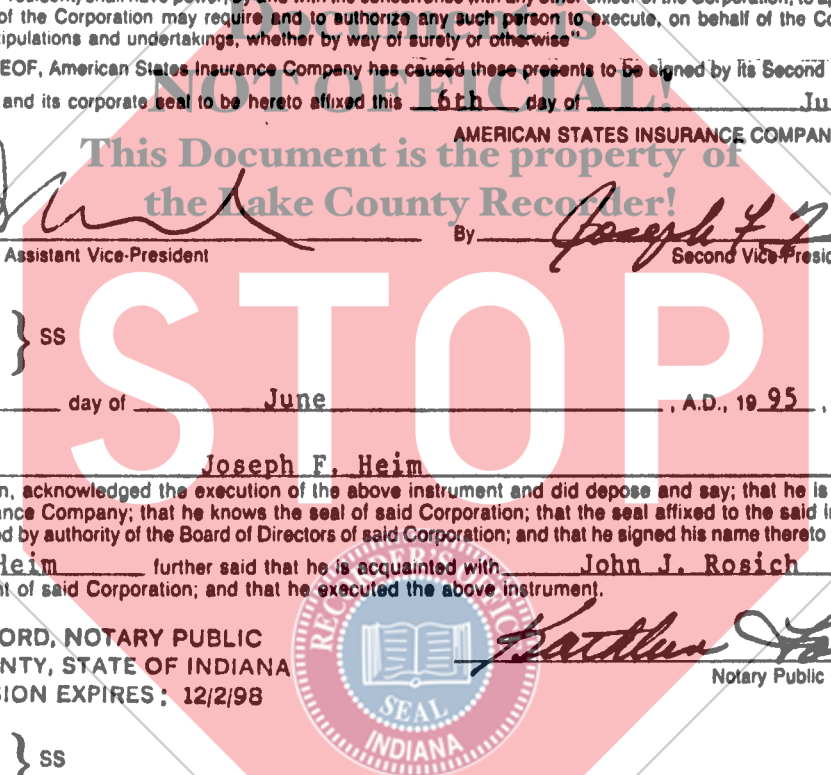 of the Corporation may require and to authorize any such person to execute, on behalf of the Co
tipulations and undertakings, whether by way of surety or otherwise"
Document is
EOF, American States Insurance Company has caused these presents to be signed by its Second
NOT OFFICIAL!
and its corporate seal to be hereto affixed this 6th day of Ju
AMERICAN STATES INSURANCE COMPAN
This Document is the property of
the Lake County Recorder!
By Joseph F.
Assistant Vice-President
Second Vice-Presid
STOP
} SS
day of June , A.D., 19 95 ,
Joseph F. Heim
n, acknowledged the execution of the above instrument and did depose and say; that he is
nce Company; that he knows the seal of said Corporation; that the seal affixed to the said I
ed by authority of the Board of Directors of said Corporation; and that he signed his name thereto
Heim further said that he is acquainted with John J. Rosich
nt of said Corporation; and that he executed the above instrument.
RECORDER'S OFFICE
SEAL
INDIANA
ORD, NOTARY PUBLIC
NTY, STATE OF INDIANA
SION EXPIRES: 12/2/98
Kathleen
Notary Public
} SS